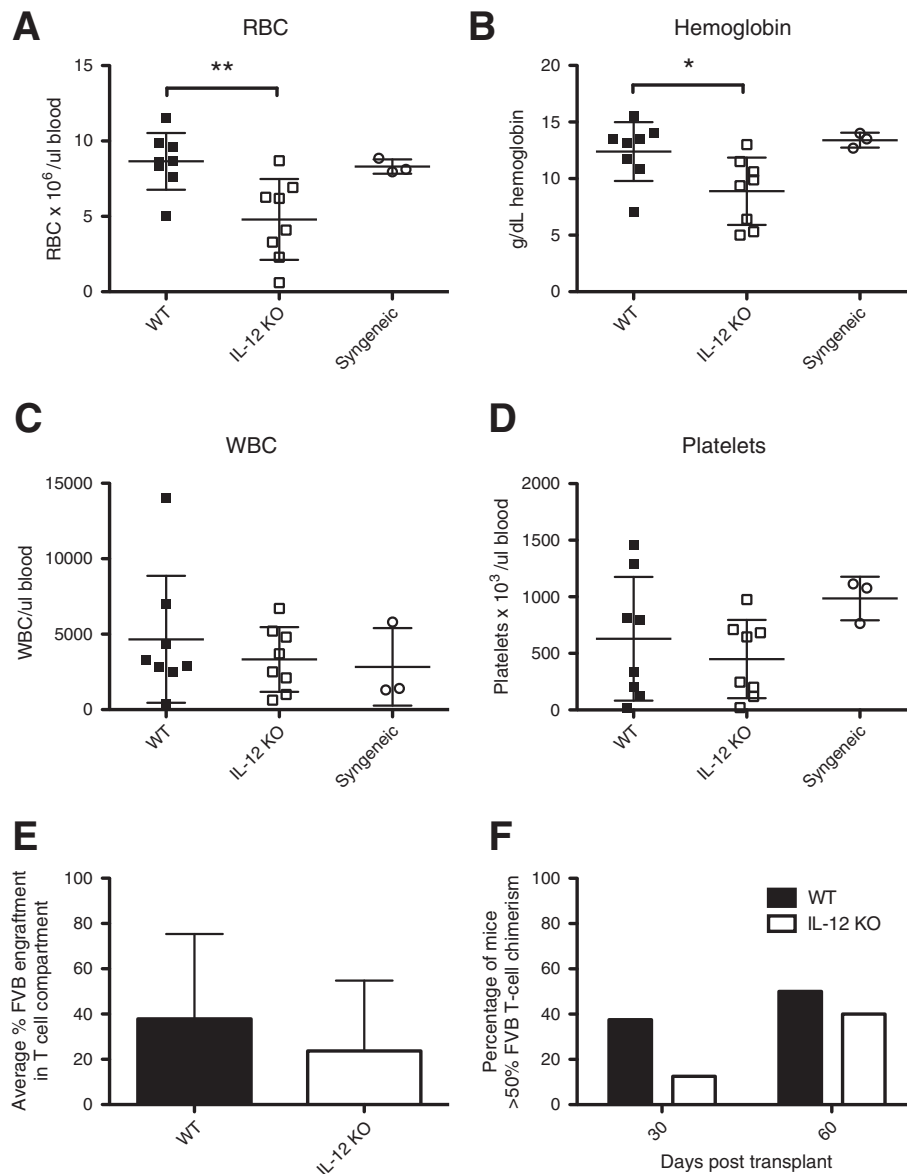 A
RBC
RBC x 10⁶/ul blood
15
10
5
0
**
WT
IL-12 KO
Syngeneic
B
Hemoglobin
g/dL hemoglobin
20
15
10
5
0
*
WT
IL-12 KO
Syngeneic
C
WBC
WBC/ul blood
15000
10000
5000
0
WT
IL-12 KO
Syngeneic
D
Platelets
Platelets x 10³/ul blood
2000
1500
1000
500
0
WT
IL-12 KO
Syngeneic
E
Average % FVB engraftment
in T cell compartment
100
80
60
40
20
0
WT
IL-12 KO
F
Percentage of mice
>50% FVB T-cell chimerism
100
80
60
40
20
0
WT
IL-12 KO
30
60
Days post transplant